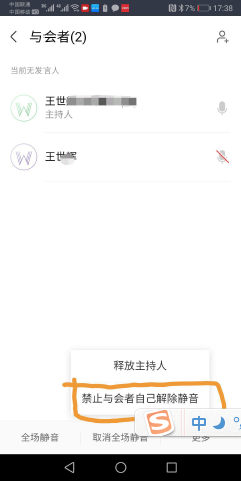 中国联通
中国移动 HD
7% 17:38
与会者(2)
当前无发言人
王世
主持人
王世辉
释放主持人
禁止与会者自己解除静音
中
全场静音 取消全场静音 更多